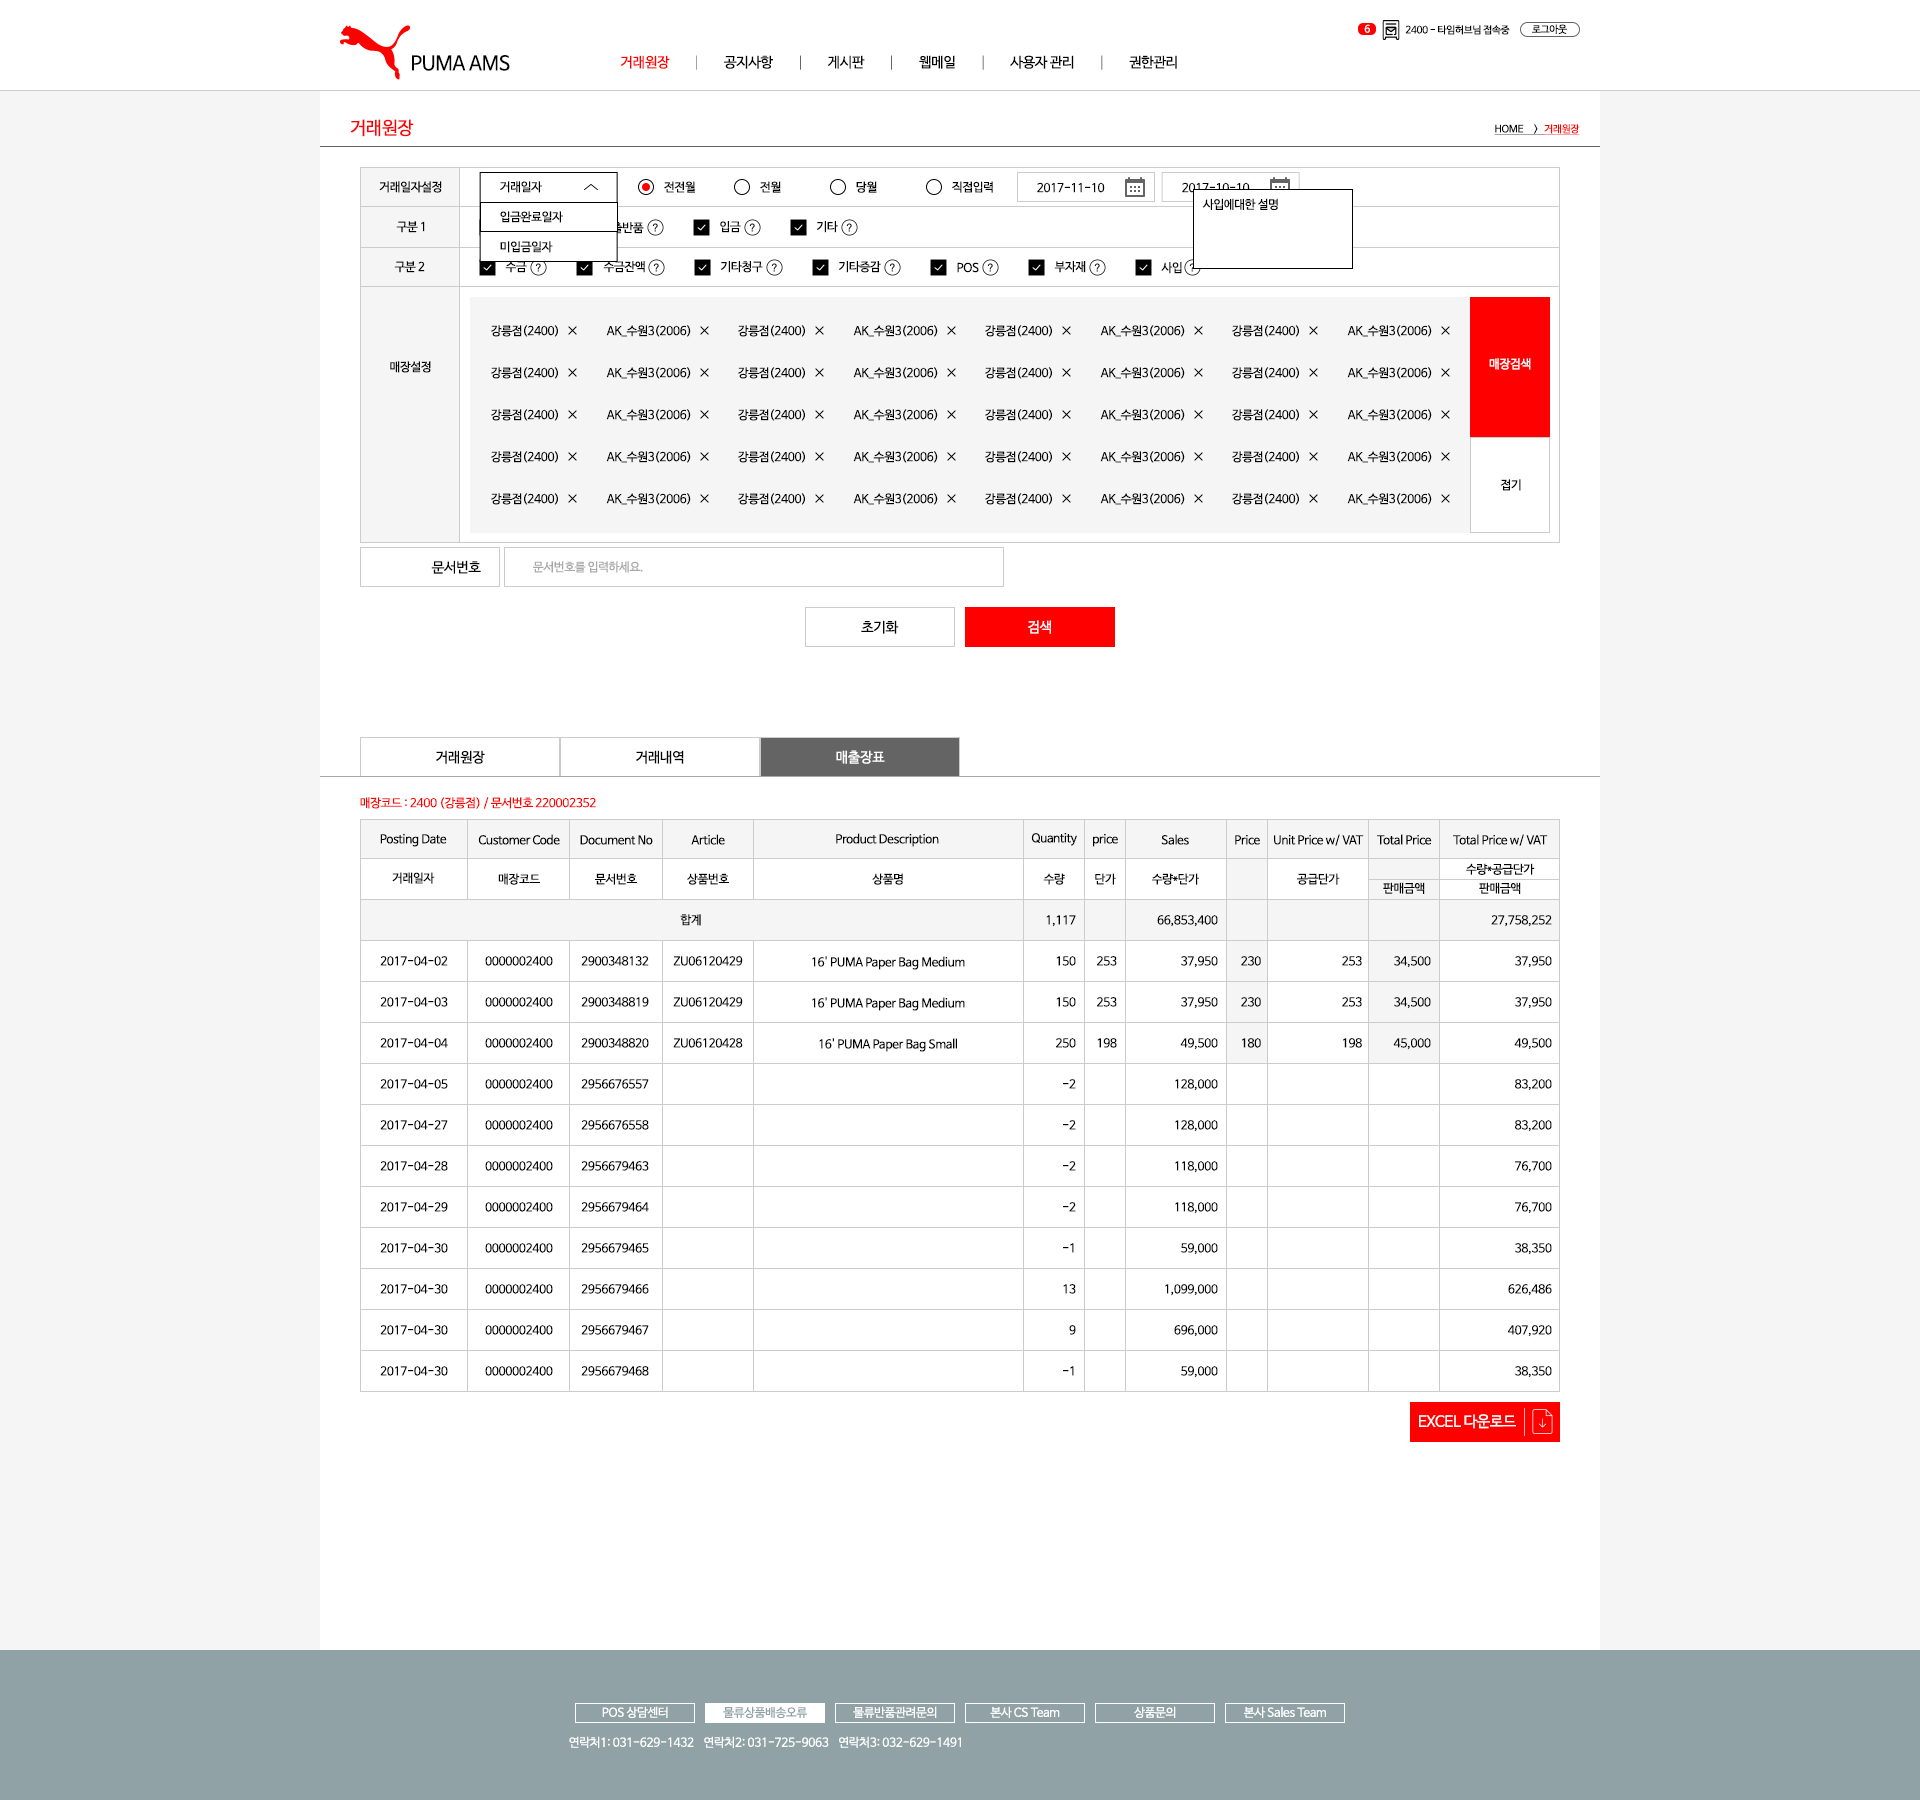 6 2400 - 타임허브님 접속중 로그아웃
PUMA AMS
거래원장 | 공지사항 | 게시판 | 웹메일 | 사용자 관리 | 권한관리
거래원장
HOME > 거래원장
거래일자설정 거래일자 전전월 전월 당월 직접입력 2017-11-10 2017-10-10
입금완료일자
미입금일자
사입에대한 설명
구분 1 출반품 ? 입금 ? 기타 ?
구분 2 수금 ? 수금잔액 ? 기타청구 ? 기타증감 ? POS ? 부자재 ? 사입 ?
매장설정
강릉점(2400) × AK_수원3(2006) × 강릉점(2400) × AK_수원3(2006) × 강릉점(2400) × AK_수원3(2006) × 강릉점(2400) × AK_수원3(2006) ×
강릉점(2400) × AK_수원3(2006) × 강릉점(2400) × AK_수원3(2006) × 강릉점(2400) × AK_수원3(2006) × 강릉점(2400) × AK_수원3(2006) ×
강릉점(2400) × AK_수원3(2006) × 강릉점(2400) × AK_수원3(2006) × 강릉점(2400) × AK_수원3(2006) × 강릉점(2400) × AK_수원3(2006) ×
강릉점(2400) × AK_수원3(2006) × 강릉점(2400) × AK_수원3(2006) × 강릉점(2400) × AK_수원3(2006) × 강릉점(2400) × AK_수원3(2006) ×
강릉점(2400) × AK_수원3(2006) × 강릉점(2400) × AK_수원3(2006) × 강릉점(2400) × AK_수원3(2006) × 강릉점(2400) × AK_수원3(2006) ×
매장검색
접기
문서번호 문서번호를 입력하세요.
초기화 검색
거래원장 거래내역 매출장표
매장코드 : 2400 (강릉점) / 문서번호 220002352
Posting Date Customer Code Document No Article Product Description Quantity price Sales Price Unit Price w/ VAT Total Price Total Price w/ VAT
거래일자 매장코드 문서번호 상품번호 상품명 수량 단가 수량*단가 공급단가 수량*공급단가
판매금액 판매금액
합계 1,117 66,853,400 27,758,252
2017-04-02 0000002400 2900348132 ZU06120429 16' PUMA Paper Bag Medium 150 253 37,950 230 253 34,500 37,950
2017-04-03 0000002400 2900348819 ZU06120429 16' PUMA Paper Bag Medium 150 253 37,950 230 253 34,500 37,950
2017-04-04 0000002400 2900348820 ZU06120428 16' PUMA Paper Bag Small 250 198 49,500 180 198 45,000 49,500
2017-04-05 0000002400 2956676557 -2 128,000 83,200
2017-04-27 0000002400 2956676558 -2 128,000 83,200
2017-04-28 0000002400 2956679463 -2 118,000 76,700
2017-04-29 0000002400 2956679464 -2 118,000 76,700
2017-04-30 0000002400 2956679465 -1 59,000 38,350
2017-04-30 0000002400 2956679466 13 1,099,000 626,486
2017-04-30 0000002400 2956679467 9 696,000 407,920
2017-04-30 0000002400 2956679468 -1 59,000 38,350
EXCEL 다운로드
POS 상담센터 물류상품배송오류 물류반품관려문의 본사 CS Team 상품문의 본사 Sales Team
연락처1: 031-629-1432 연락처2: 031-725-9063 연락처3: 032-629-1491